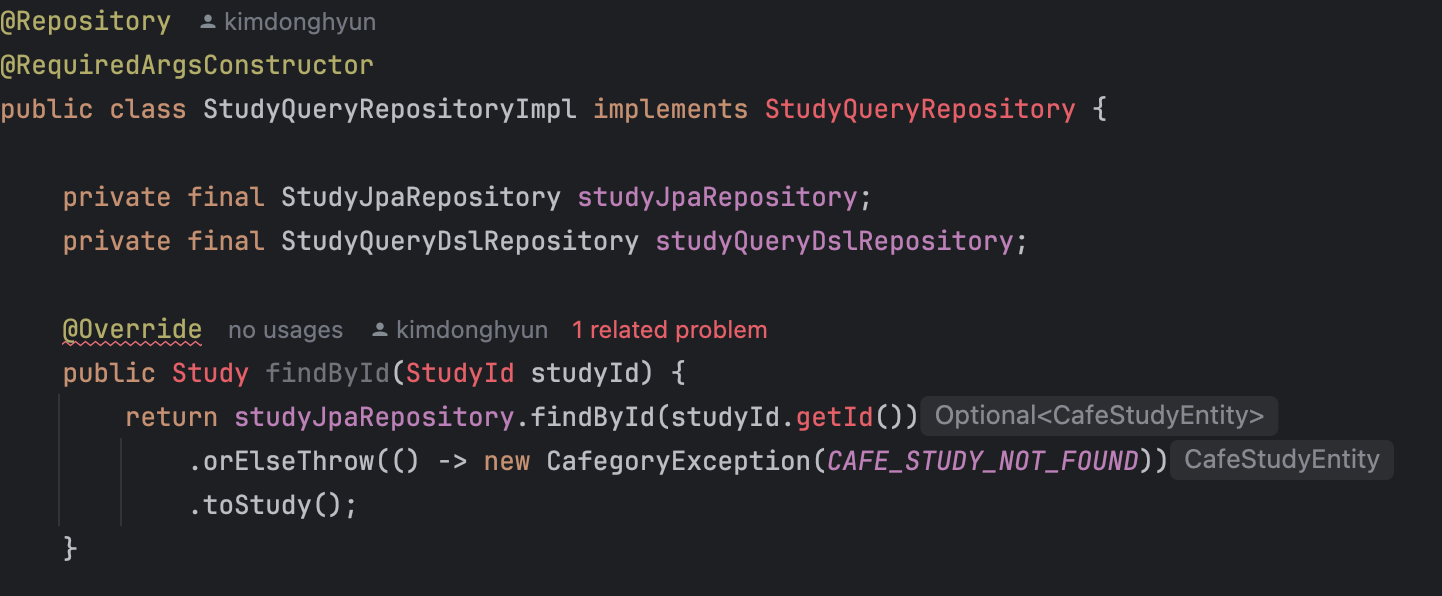 @Repository kimdonghyun
@RequiredArgsConstructor
public class StudyQueryRepositoryImpl implements StudyQueryRepository {
private final StudyJpaRepository studyJpaRepository;
private final StudyQueryDslRepository studyQueryDslRepository;
@Override no usages kimdonghyun 1 related problem
public Study findById(StudyId studyId) {
return studyJpaRepository.findById(studyId.getId()) Optional<CafeStudyEntity>
.orElseThrow(() -> new CafegoryException(CAFE_STUDY_NOT_FOUND)) CafeStudyEntity
.toStudy();
}